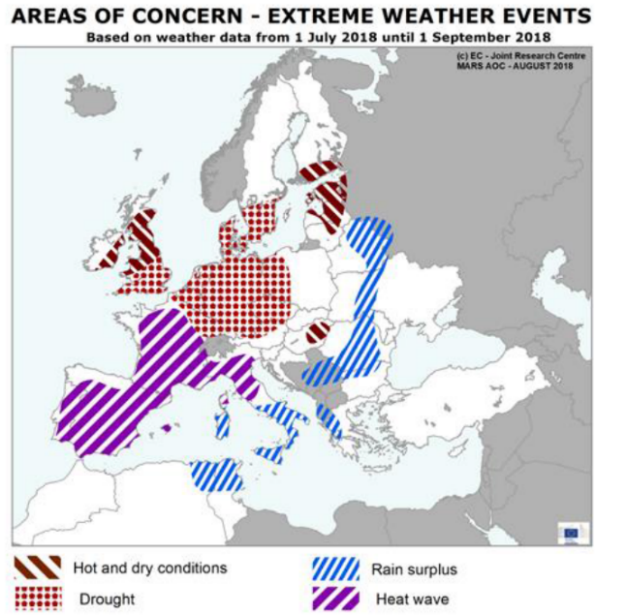 AREAS OF CONCERN - EXTREME WEATHER EVENTS
Based on weather data from 1 July 2018 until 1 September 2018
(c) EC - Joint Research Centre
MARS AOC - AUGUST 2018
Hot and dry conditions
Rain surplus
Drought
Heat wave